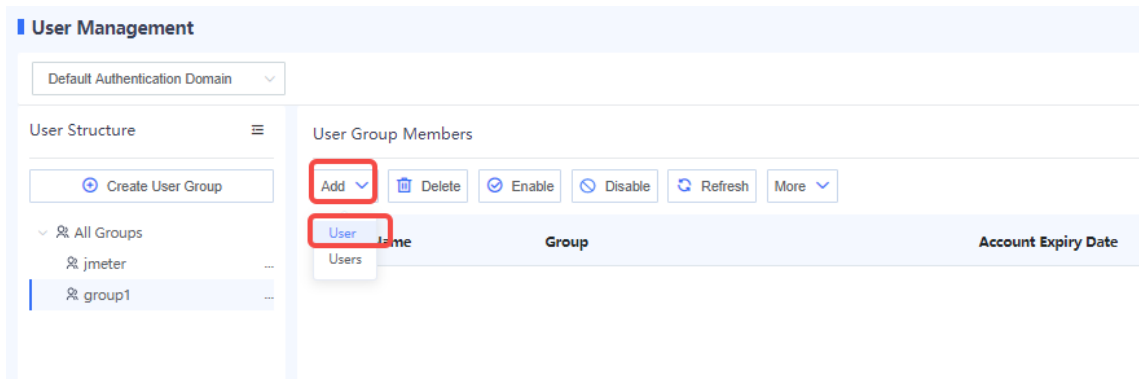 User Management
Default Authentication Domain
User Structure
User Group Members
Create User Group
Add
Delete
Enable
Disable
Refresh
More
User
Users
Group
Account Expiry Date
All Groups
jmeter
...
group1
...